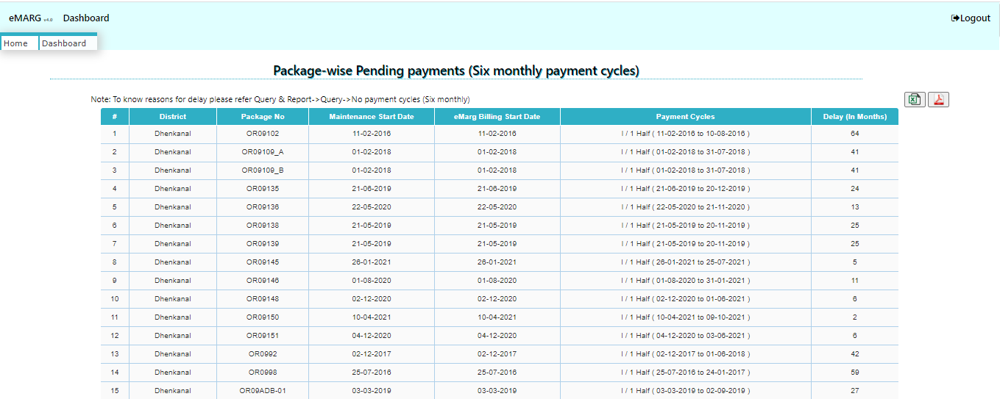 eMARG v4.0 Dashboard Logout
Home Dashboard
Package-wise Pending payments (Six monthly payment cycles)
Note: To know reasons for delay please refer Query & Report->Query->No payment cycles (Six monthly)
# District Package No Maintenance Start Date eMarg Billing Start Date Payment Cycles Delay (In Months)
1 Dhenkanal OR09102 11-02-2016 11-02-2016 I / 1 Half ( 11-02-2016 to 10-08-2016 ) 64
2 Dhenkanal OR09109_A 01-02-2018 01-02-2018 I / 1 Half ( 01-02-2018 to 31-07-2018 ) 41
3 Dhenkanal OR09109_B 01-02-2018 01-02-2018 I / 1 Half ( 01-02-2018 to 31-07-2018 ) 41
4 Dhenkanal OR09135 21-06-2019 21-06-2019 I / 1 Half ( 21-06-2019 to 20-12-2019 ) 24
5 Dhenkanal OR09136 22-05-2020 22-05-2020 I / 1 Half ( 22-05-2020 to 21-11-2020 ) 13
6 Dhenkanal OR09138 21-05-2019 21-05-2019 I / 1 Half ( 21-05-2019 to 20-11-2019 ) 25
7 Dhenkanal OR09139 21-05-2019 21-05-2019 I / 1 Half ( 21-05-2019 to 20-11-2019 ) 25
8 Dhenkanal OR09145 26-01-2021 26-01-2021 I / 1 Half ( 26-01-2021 to 25-07-2021 ) 5
9 Dhenkanal OR09146 01-08-2020 01-08-2020 I / 1 Half ( 01-08-2020 to 31-01-2021 ) 11
10 Dhenkanal OR09148 02-12-2020 02-12-2020 I / 1 Half ( 02-12-2020 to 01-06-2021 ) 6
11 Dhenkanal OR09150 10-04-2021 10-04-2021 I / 1 Half ( 10-04-2021 to 09-10-2021 ) 2
12 Dhenkanal OR09151 04-12-2020 04-12-2020 I / 1 Half ( 04-12-2020 to 03-06-2021 ) 6
13 Dhenkanal OR0992 02-12-2017 02-12-2017 I / 1 Half ( 02-12-2017 to 01-06-2018 ) 42
14 Dhenkanal OR0998 25-07-2016 25-07-2016 I / 1 Half ( 25-07-2016 to 24-01-2017 ) 59
15 Dhenkanal OR09ADB-01 03-03-2019 03-03-2019 I / 1 Half ( 03-03-2019 to 02-09-2019 ) 27